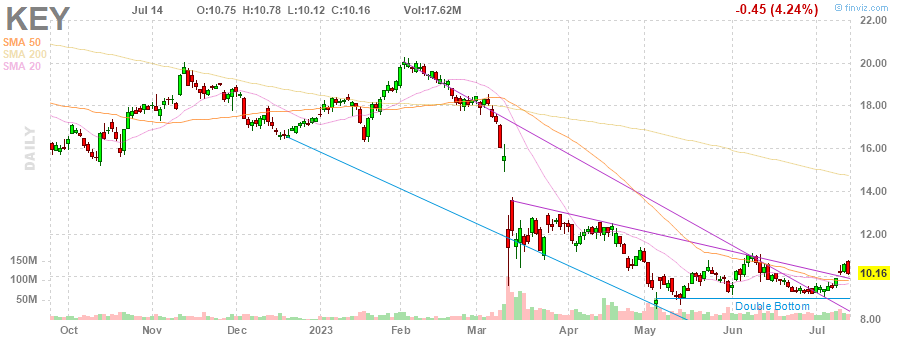 KEY
Jul 14 O:10.75 H:10.78 L:10.12 C:10.16 Vol:17.62M -0.45 (4.24%) © finviz.com
SMA 50
SMA 200
SMA 20
DAILY
22.00
20.00
18.00
16.00
14.00
12.00
10.16
8.00
150M
100M
50M
Double Bottom
Oct Nov Dec 2023 Feb Mar Apr May Jun Jul